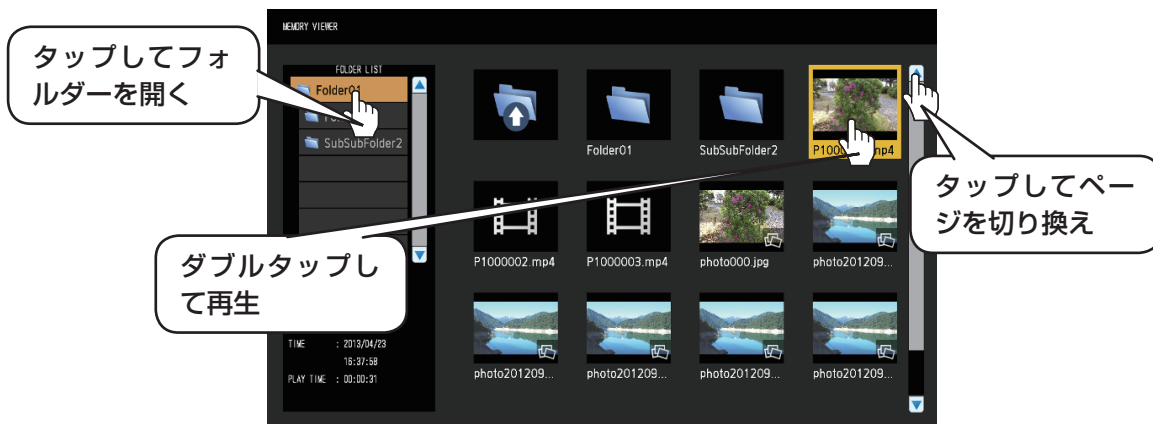 MEMORY VIEWER
タップしてフォ
ルダーを開く
FOLDER LIST
Folder01
SubSubFolder2
Folder01
SubSubFolder2
タップしてペー
ジを切り換え
P1000002.mp4
P1000003.mp4
photo000.jpg
photo201209...
ダブルタップし
て再生
TIME : 2013/04/23
16:37:58
PLAY TIME : 00:00:31
photo201209...
photo201209...
photo201209...
photo201209...